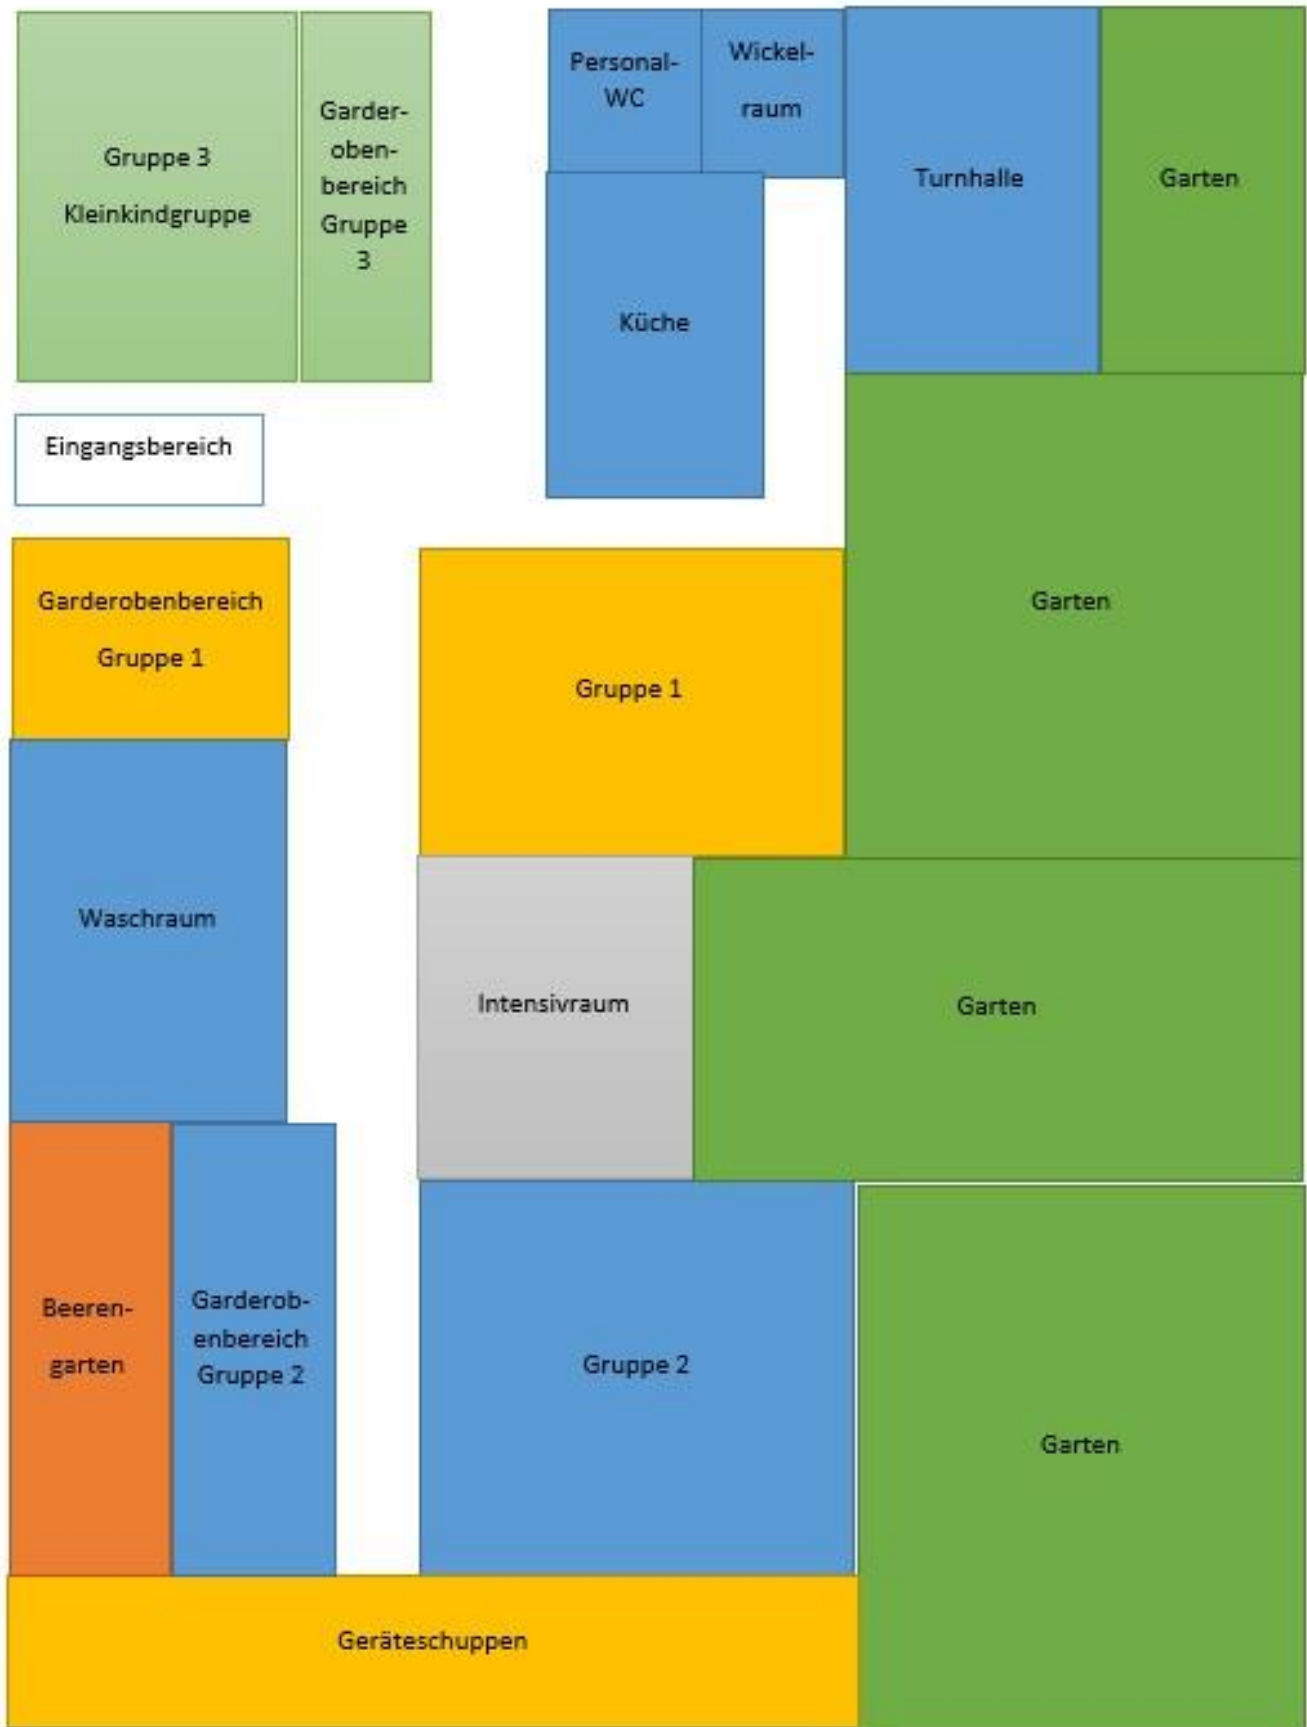 Gruppe 3
Kleinkindgruppe
Garder-
oben-
bereich
Gruppe
3
Personal-
WC
Wickel-
raum
Turnhalle
Garten
Küche
Eingangsbereich
Garderobenbereich
Gruppe 1
Gruppe 1
Garten
Waschraum
Intensivraum
Garten
Beeren-
garten
Garderob-
enbereich
Gruppe 2
Gruppe 2
Garten
Geräteschuppen